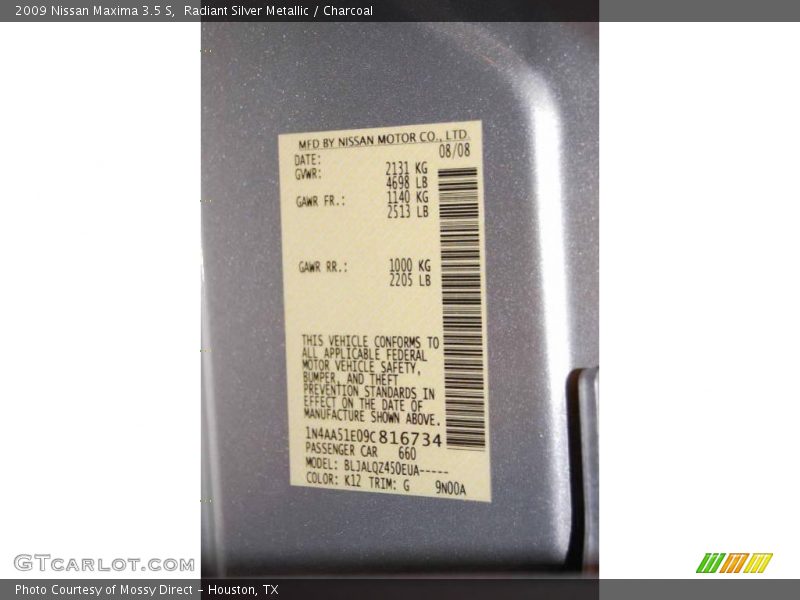 2009 Nissan Maxima 3.5 S, Radiant Silver Metallic / Charcoal
MFD BY NISSAN MOTOR CO., LTD.
DATE: 08/08
GVWR: 2131 KG
4698 LB
GAWR FR.: 1140 KG
2513 LB
GAWR RR.: 1000 KG
2205 LB
THIS VEHICLE CONFORMS TO
ALL APPLICABLE FEDERAL
MOTOR VEHICLE SAFETY,
BUMPER, AND THEFT
PREVENTION STANDARDS IN
EFFECT ON THE DATE OF
MANUFACTURE SHOWN ABOVE.
1N4AA51E09C816734
PASSENGER CAR 660
MODEL: BLJALQZ450EUA-----
COLOR: K12 TRIM: G 9N00A
GTCARLOT.COM
Photo Courtesy of Mossy Direct - Houston, TX